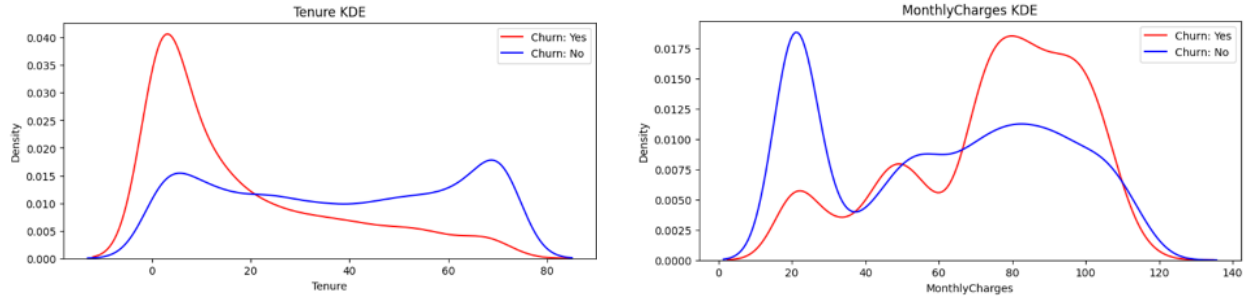 Tenure KDE
Churn: Yes
Churn: No
0.040
0.035
0.030
0.025
0.020
0.015
0.010
0.005
0.000
Density
0 20 40 60 80
Tenure
MonthlyCharges KDE
Churn: Yes
Churn: No
0.0175
0.0150
0.0125
0.0100
0.0075
0.0050
0.0025
0.0000
Density
0 20 40 60 80 100 120 140
MonthlyCharges